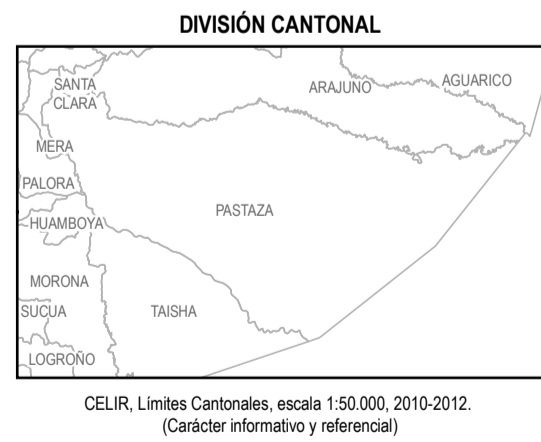 DIVISIÓN CANTONAL
SANTA
CLARA
ARAJUNO
AGUARICO
MERA
PALORA
PASTAZA
HUAMBOYA
MORONA
SUCUA
TAISHA
LOGROÑO
CELIR, Límites Cantonales, escala 1:50.000, 2010-2012.
(Carácter informativo y referencial)